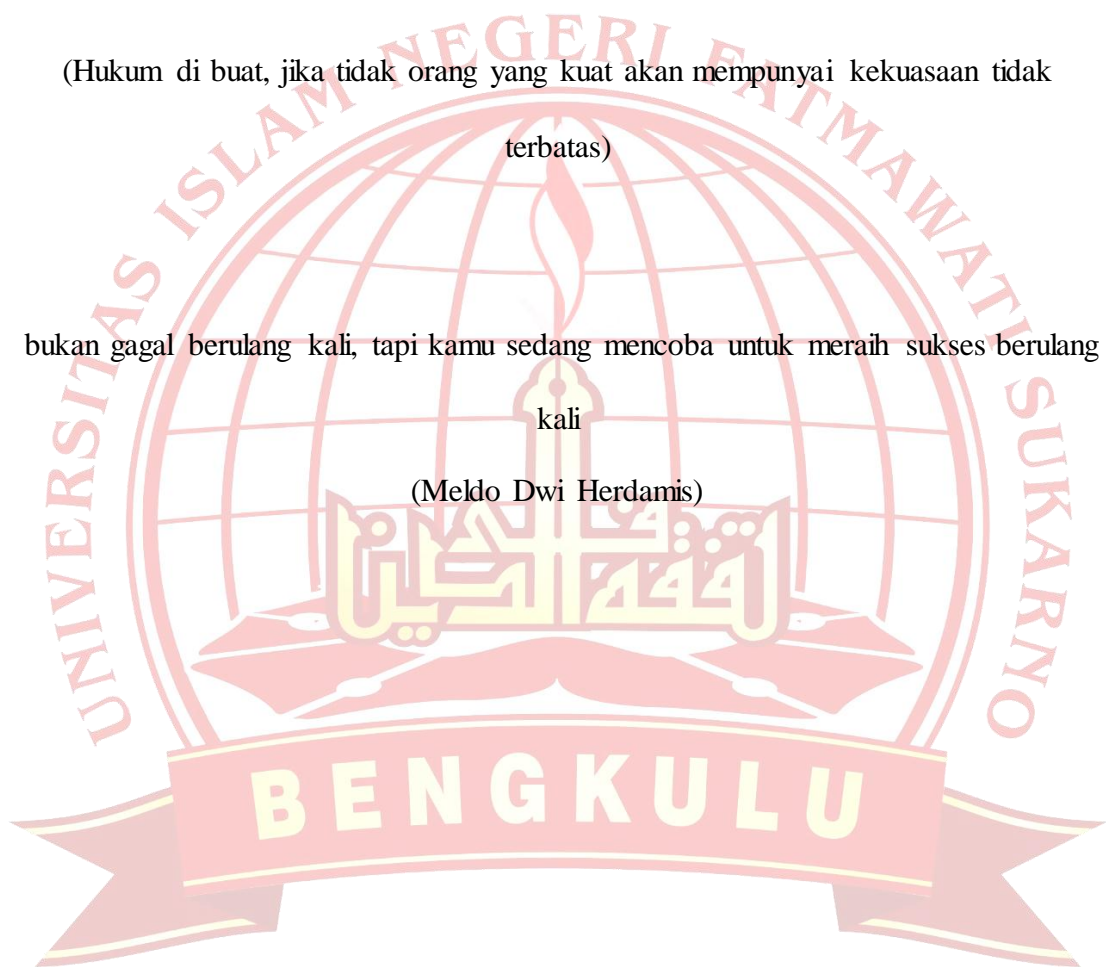 (Hukum di buat, jika tidak orang yang kuat akan mempunyai kekuasaan tidak
terbatas)
bukan gagal berulang kali, tapi kamu sedang mencoba untuk meraih sukses berulang
kali
(Meldo Dwi Herdamis)
UNIVERSITAS ISLAM NEGERI FATMAWATI SUKARNO
BENGKULU